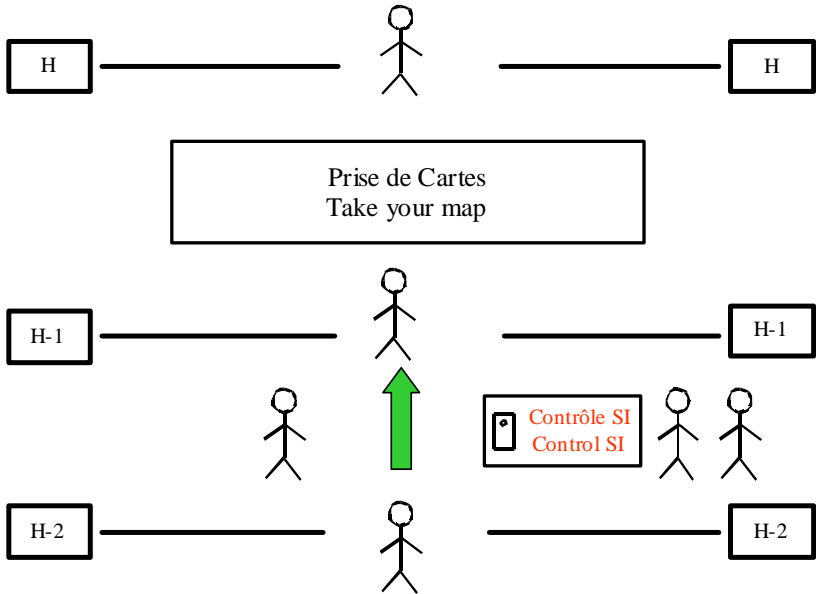 H
H
Prise de Cartes
Take your map
H-1
H-1
Contrôle SI
Control SI
H-2
H-2